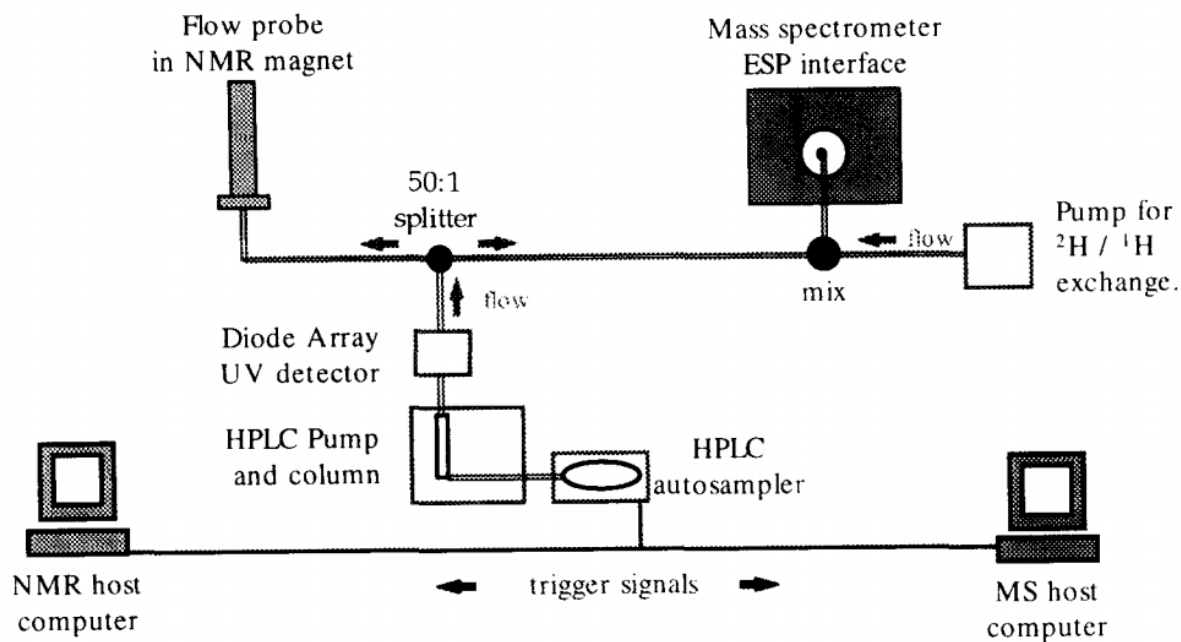 Flow probe
in NMR magnet
Mass spectrometer
ESP interface
50:1
splitter
flow
Pump for
²H / ¹H
exchange.
mix
flow
Diode Array
UV detector
HPLC Pump
and column
HPLC
autosampler
NMR host
computer
trigger signals
MS host
computer